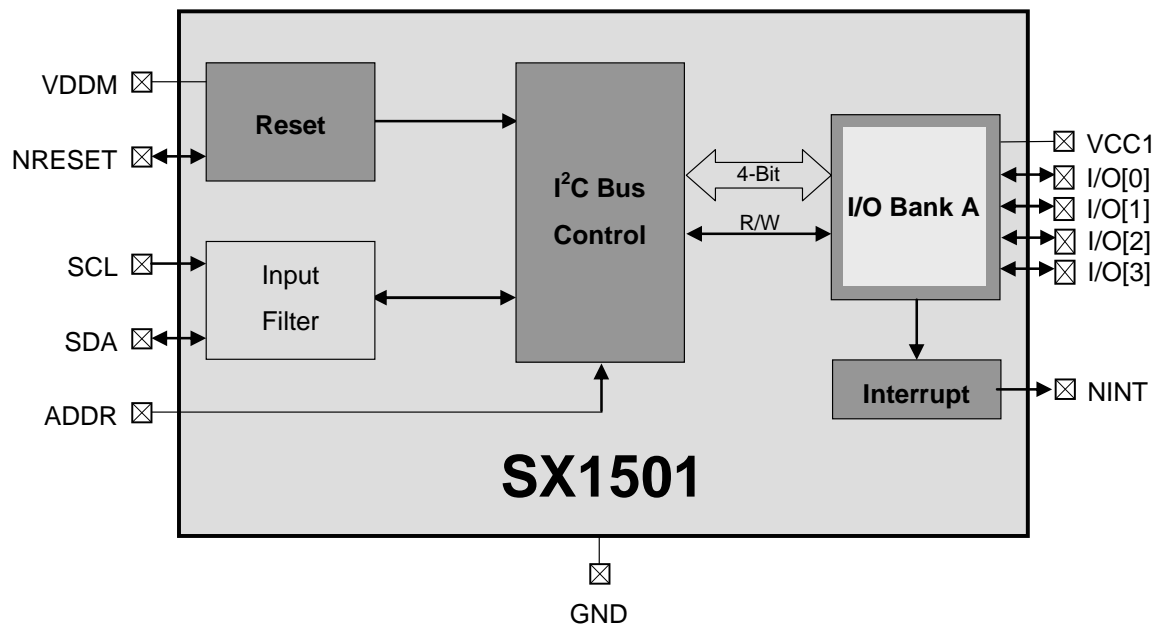 VDDM
NRESET
SCL
SDA
ADDR
Reset
Input
Filter
I²C Bus
Control
4-Bit
R/W
I/O Bank A
Interrupt
VCC1
I/O[0]
I/O[1]
I/O[2]
I/O[3]
NINT
SX1501
GND